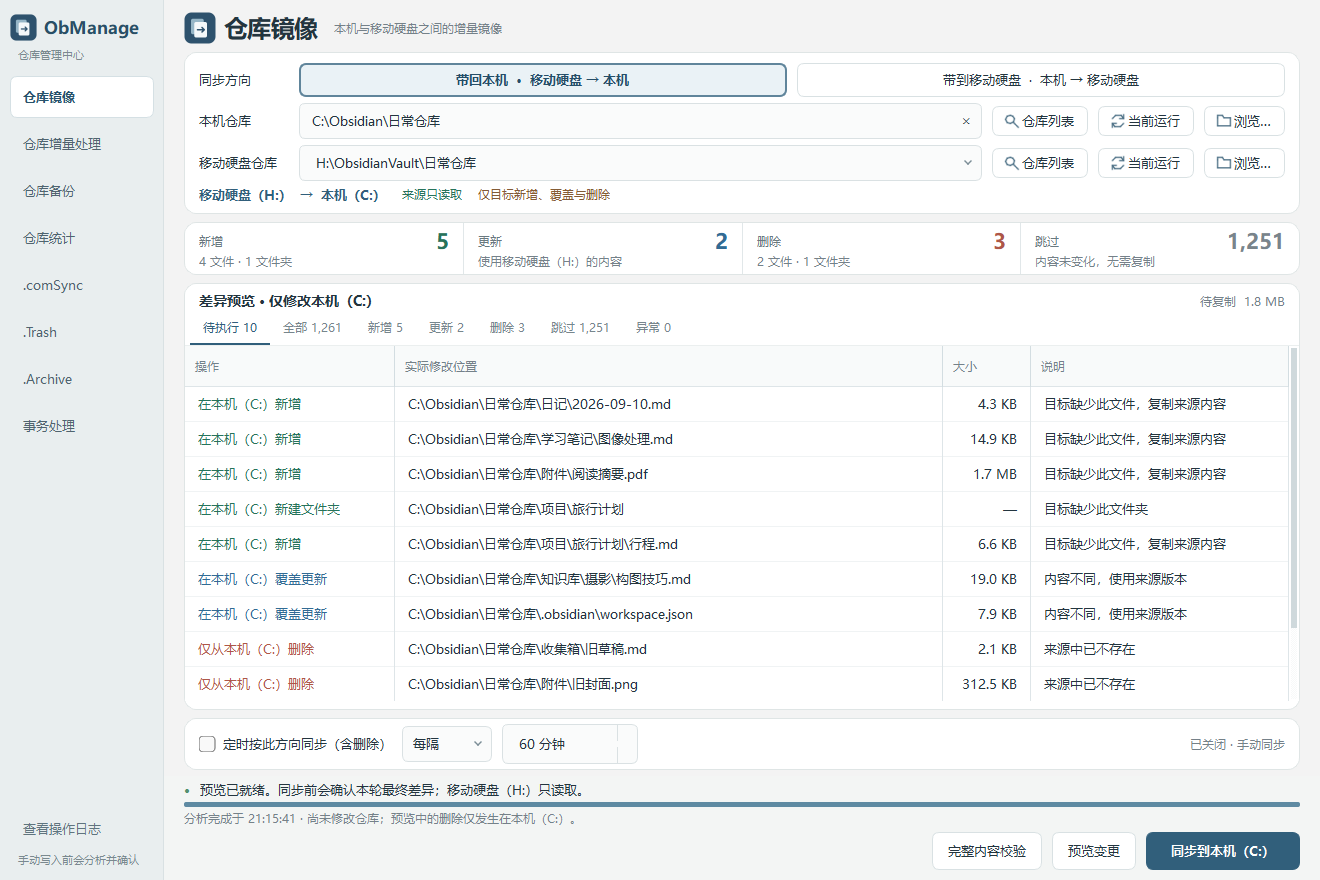 ObManage
仓库管理中心
仓库镜像
仓库增量处理
仓库备份
仓库统计
.comSync
.Trash
.Archive
事务处理
查看操作日志
手动写入前会分析并确认
仓库镜像 本机与移动硬盘之间的增量镜像
同步方向 带回本机 • 移动硬盘 → 本机 带到移动硬盘 · 本机 → 移动硬盘
本机仓库 C:\Obsidian\日常仓库 × 仓库列表 当前运行 浏览...
移动硬盘仓库 H:\ObsidianVault\日常仓库 仓库列表 当前运行 浏览...
移动硬盘（H:） → 本机（C:） 来源只读取 仅目标新增、覆盖与删除
新增 5 更新 2 删除 3 跳过 1,251
4 文件 · 1 文件夹 使用移动硬盘（H:）的内容 2 文件 · 1 文件夹 内容未变化，无需复制
差异预览 • 仅修改本机（C:） 待复制 1.8 MB
待执行 10 全部 1,261 新增 5 更新 2 删除 3 跳过 1,251 异常 0
操作 实际修改位置 大小 说明
在本机（C:）新增 C:\Obsidian\日常仓库\日记\2026-09-10.md 4.3 KB 目标缺少此文件，复制来源内容
在本机（C:）新增 C:\Obsidian\日常仓库\学习笔记\图像处理.md 14.9 KB 目标缺少此文件，复制来源内容
在本机（C:）新增 C:\Obsidian\日常仓库\附件\阅读摘要.pdf 1.7 MB 目标缺少此文件，复制来源内容
在本机（C:）新建文件夹 C:\Obsidian\日常仓库\项目\旅行计划 — 目标缺少此文件夹
在本机（C:）新增 C:\Obsidian\日常仓库\项目\旅行计划\行程.md 6.6 KB 目标缺少此文件，复制来源内容
在本机（C:）覆盖更新 C:\Obsidian\日常仓库\知识库\摄影\构图技巧.md 19.0 KB 内容不同，使用来源版本
在本机（C:）覆盖更新 C:\Obsidian\日常仓库\.obsidian\workspace.json 7.9 KB 内容不同，使用来源版本
仅从本机（C:）删除 C:\Obsidian\日常仓库\收集箱\旧草稿.md 2.1 KB 来源中已不存在
仅从本机（C:）删除 C:\Obsidian\日常仓库\附件\旧封面.png 312.5 KB 来源中已不存在
定时按此方向同步（含删除） 每隔 60 分钟 已关闭 · 手动同步
• 预览已就绪。同步前会确认本轮最终差异；移动硬盘（H:）只读取。
分析完成于 21:15:41 · 尚未修改仓库；预览中的删除仅发生在本机（C:）。
完整内容校验 预览变更 同步到本机（C:）